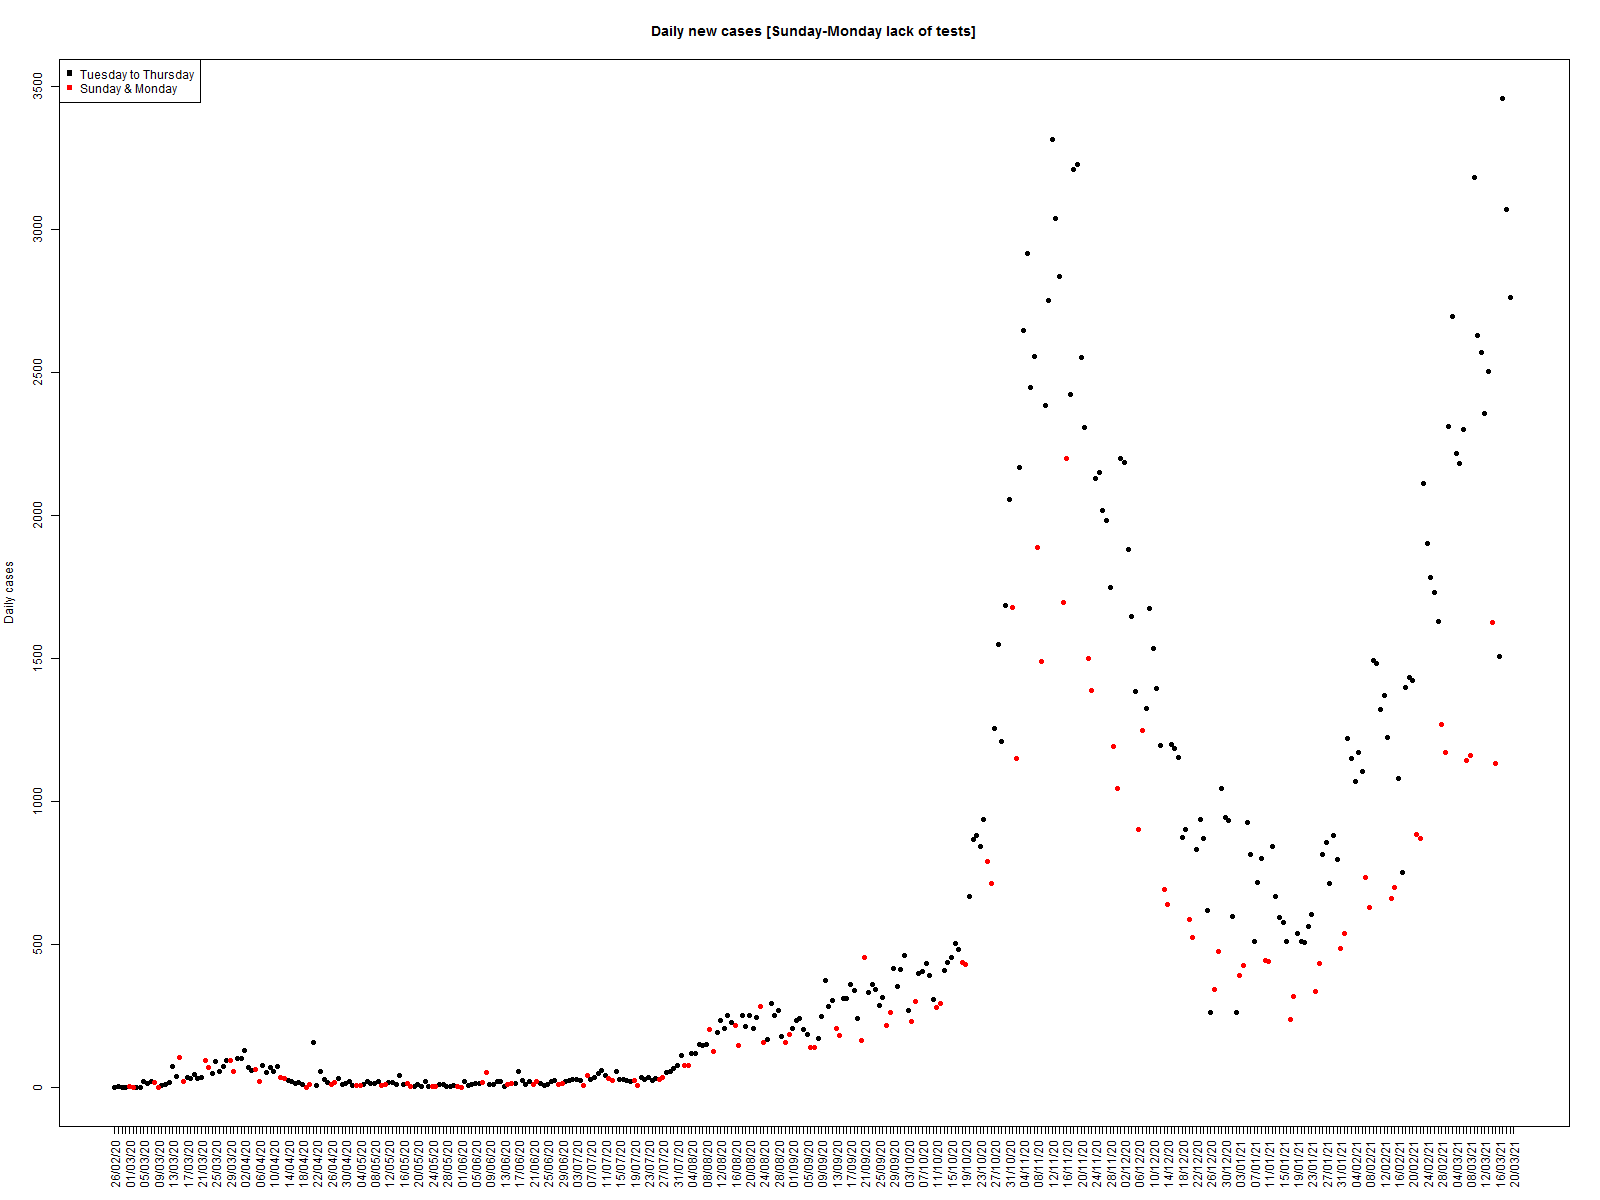 Daily new cases [Sunday-Monday lack of tests]
Tuesday to Thursday
Sunday & Monday
Daily cases
3500
3000
2500
2000
1500
1000
500
0
26/02/20 01/03/20 05/03/20 09/03/20 13/03/20 17/03/20 21/03/20 25/03/20 29/03/20 02/04/20 06/04/20 10/04/20 14/04/20 18/04/20 22/04/20 26/04/20 30/04/20 04/05/20 08/05/20 12/05/20 16/05/20 20/05/20 24/05/20 28/05/20 01/06/20 05/06/20 09/06/20 13/06/20 17/06/20 21/06/20 29/06/20 03/07/20 07/07/20 11/07/20 15/07/20 19/07/20 23/07/20 27/07/20 31/07/20 04/08/20 08/08/20 12/08/20 16/08/20 20/08/20 24/08/20 28/08/20 01/09/20 05/09/20 09/09/20 13/09/20 17/09/20 21/09/20 25/09/20 29/09/20 03/10/20 07/10/20 11/10/20 15/10/20 19/10/20 23/10/20 27/10/20 31/10/20 04/11/20 08/11/20 12/11/20 16/11/20 20/11/20 24/11/20 28/11/20 02/12/20 06/12/20 10/12/20 14/12/20 18/12/20 22/12/20 26/12/20 30/12/20 03/01/21 07/01/21 11/01/21 15/01/21 19/01/21 23/01/21 27/01/21 31/01/21 04/02/21 08/02/21 12/02/21 16/02/21 20/02/21 24/02/21 28/02/21 04/03/21 08/03/21 12/03/21 16/03/21 20/03/21